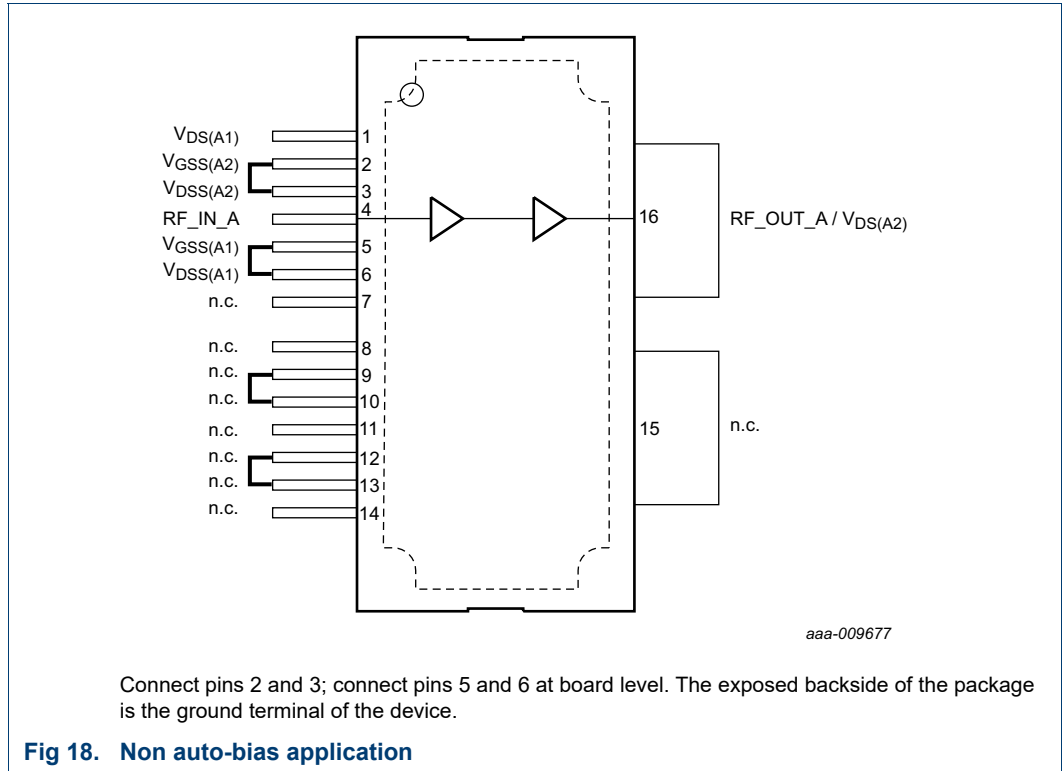 VDS(A1) 1
VGSS(A2) 2
VDSS(A2) 3
RF_IN_A 4
VGSS(A1) 5
VDSS(A1) 6
n.c. 7
n.c. 8
n.c. 9
n.c. 10
n.c. 11
n.c. 12
n.c. 13
n.c. 14
16 RF_OUT_A / VDS(A2)
15 n.c.
aaa-009677
Connect pins 2 and 3; connect pins 5 and 6 at board level. The exposed backside of the package
is the ground terminal of the device.
Fig 18. Non auto-bias application